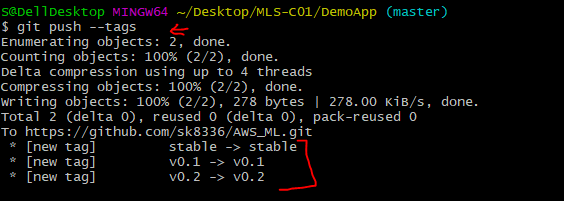 S@DellDesktop MINGW64 ~/Desktop/MLS-C01/DemoApp (master)
$ git push --tags
Enumerating objects: 2, done.
Counting objects: 100% (2/2), done.
Delta compression using up to 4 threads
Compressing objects: 100% (2/2), done.
Writing objects: 100% (2/2), 278 bytes | 278.00 KiB/s, done.
Total 2 (delta 0), reused 0 (delta 0), pack-reused 0
To https://github.com/sk8336/AWS_ML.git
 * [new tag]         stable -> stable
 * [new tag]         v0.1 -> v0.1
 * [new tag]         v0.2 -> v0.2